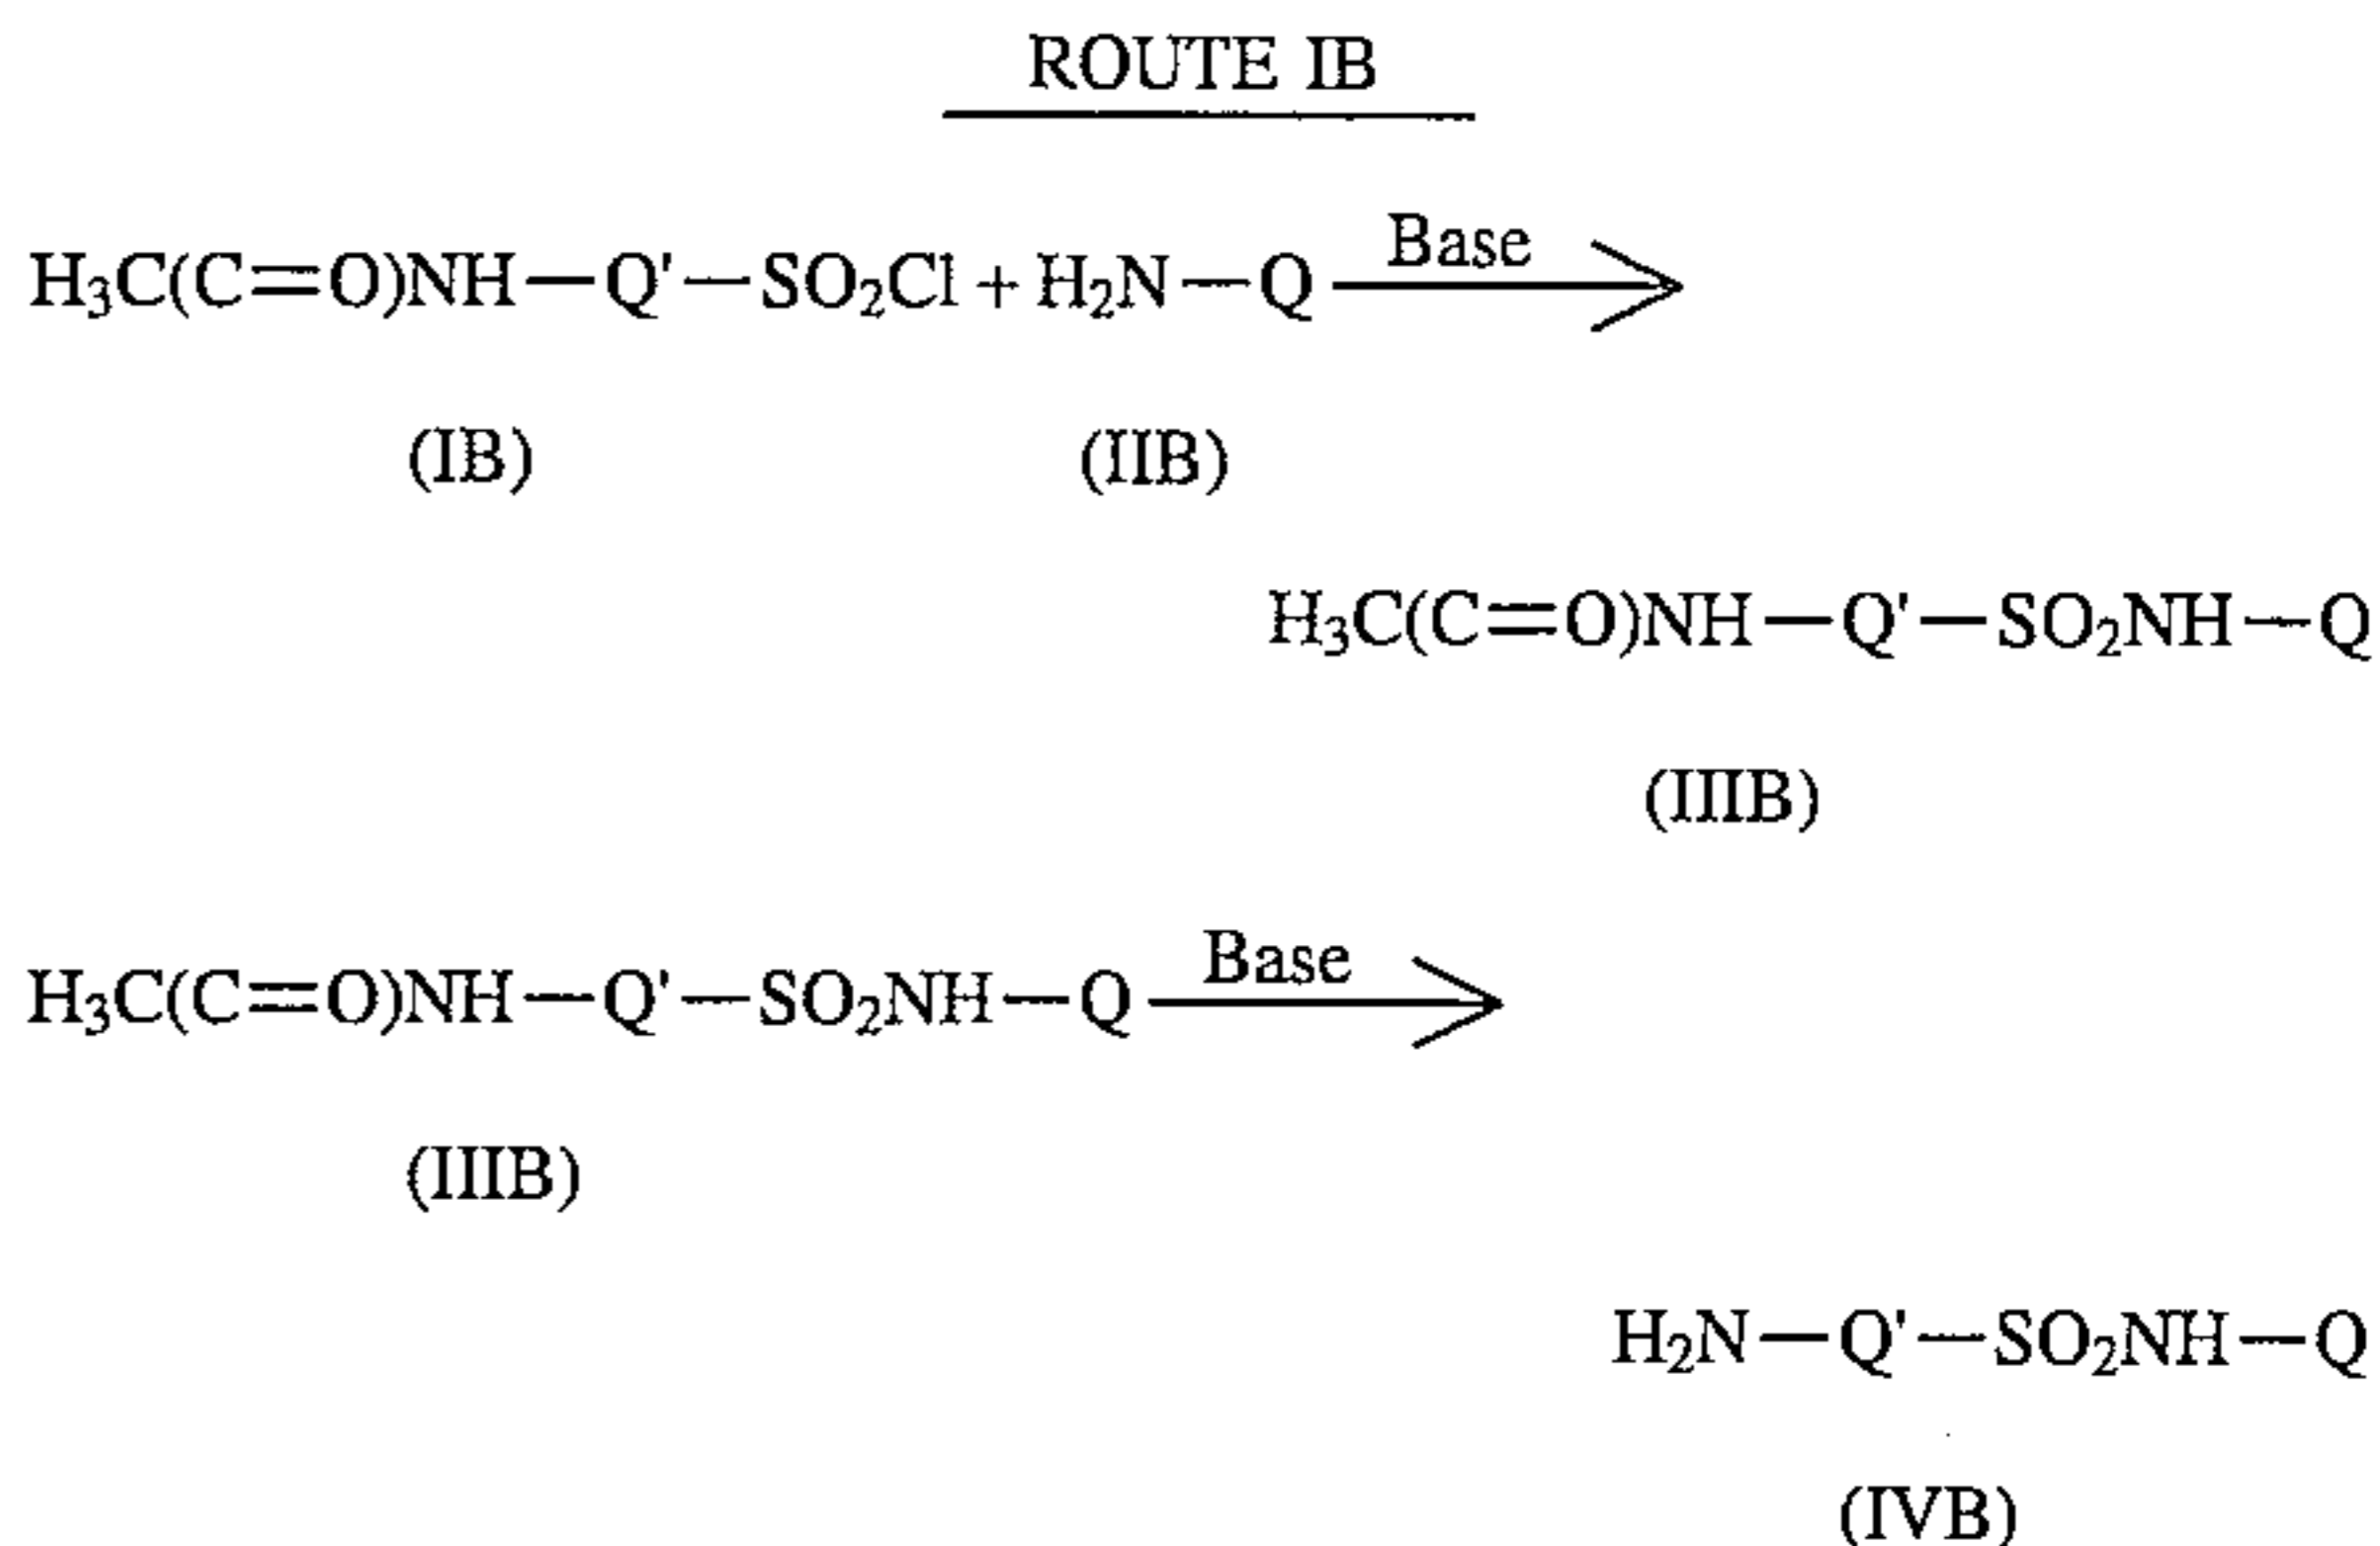 ROUTE IB
H₃C(C=O)NH—Q'—SO₂Cl + H₂N—Q Base
(IB) (IIB)
H₃C(C=O)NH—Q'—SO₂NH—Q
(IIIB)
H₃C(C=O)NH—Q'—SO₂NH—Q Base
(IIIB)
H₂N—Q'—SO₂NH—Q
(IVB)